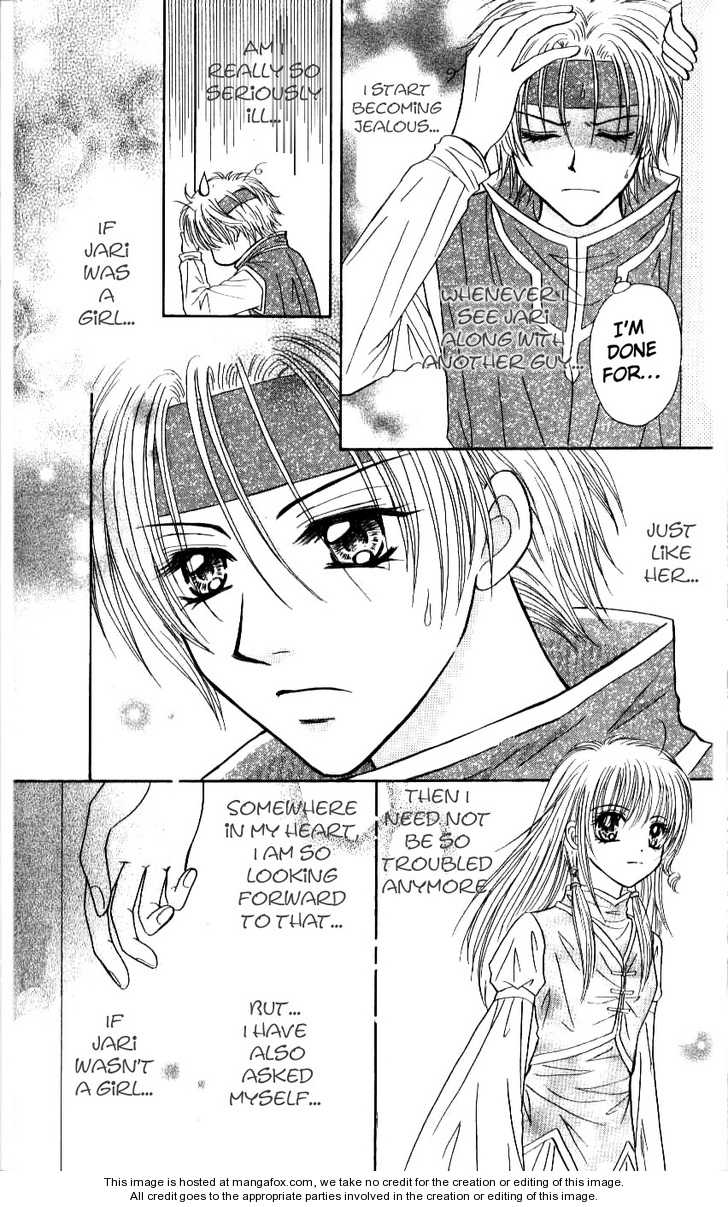 I START
BECOMING
JEALOUS...
WHENEVER I
SEE JARI
ALONG WITH
ANOTHER GUY...
I'M
DONE
FOR...
AM I
REALLY SO
SERIOUSLY
ILL...
IF
JARI
WAS
A
GIRL...
JUST
LIKE
HER...
THEN I
NEED NOT
BE SO
TROUBLED
ANYMORE
SOMEWHERE
IN MY HEART,
I AM SO
LOOKING
FORWARD
TO THAT...
BUT...
I HAVE
ALSO
ASKED
MYSELF...
IF
JARI
WASN'T
A GIRL...
This image is hosted at mangafox.com, we take no credit for the creation or editing of this image.
All credit goes to the appropriate parties involved in the creation or editing of this image.